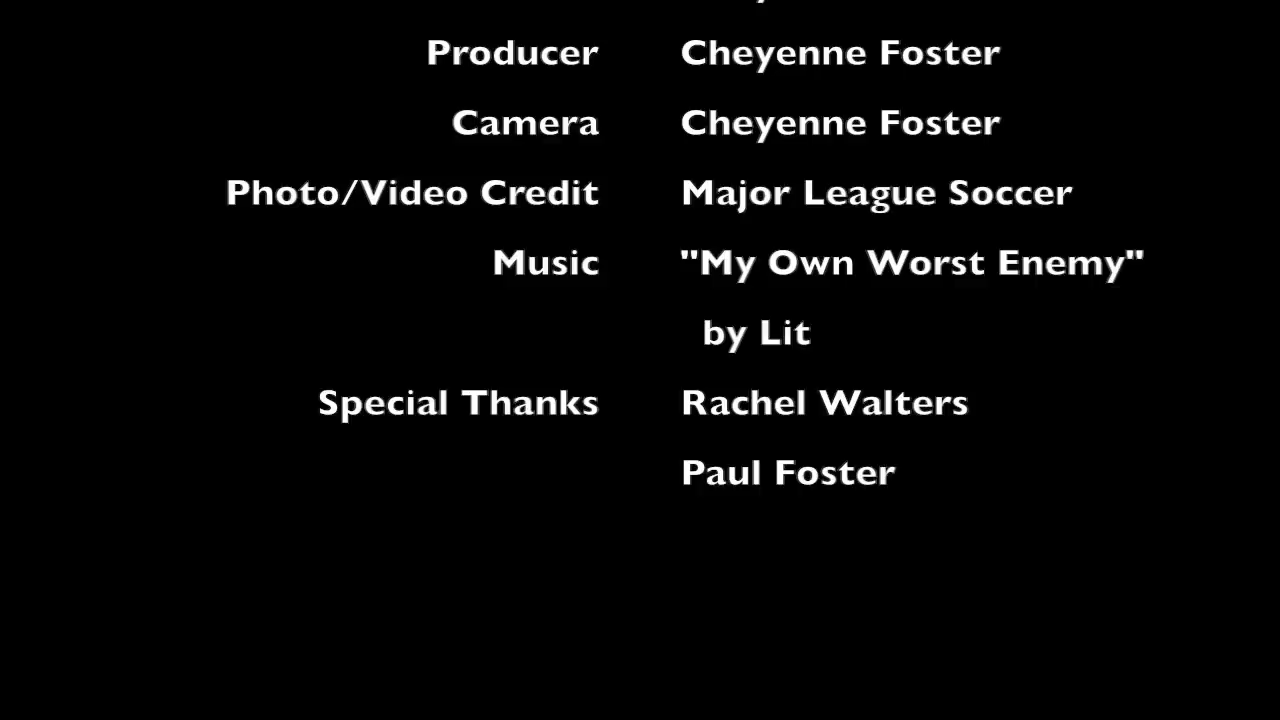 Producer Cheyenne Foster
Camera Cheyenne Foster
Photo/Video Credit Major League Soccer
Music "My Own Worst Enemy"
by Lit
Special Thanks Rachel Walters
Paul Foster